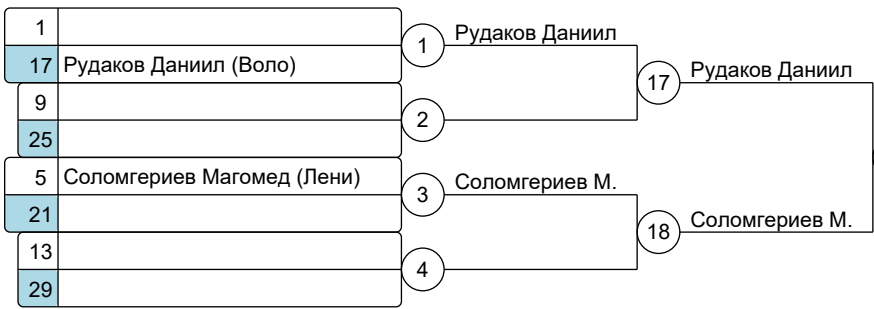 1
17 Рудаков Даниил (Воло)
9
25
5 Соломгериев Магомед (Лени)
21
13
29
1 Рудаков Даниил
2
3 Соломгериев М.
4
17 Рудаков Даниил
18 Соломгериев М.